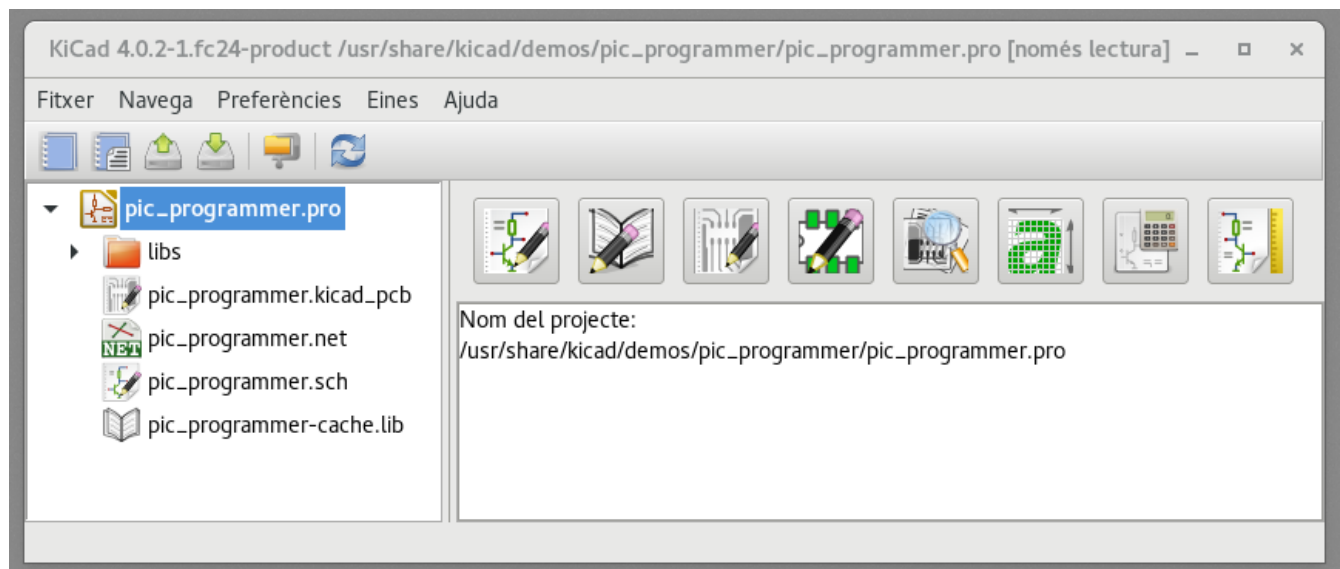 KiCad 4.0.2-1.fc24-product /usr/share/kicad/demos/pic_programmer/pic_programmer.pro [només lectura]
Fitxer Navega Preferències Eines Ajuda
pic_programmer.pro
libs
pic_programmer.kicad_pcb
NET pic_programmer.net
pic_programmer.sch
pic_programmer-cache.lib
a
Nom del projecte:
/usr/share/kicad/demos/pic_programmer/pic_programmer.pro